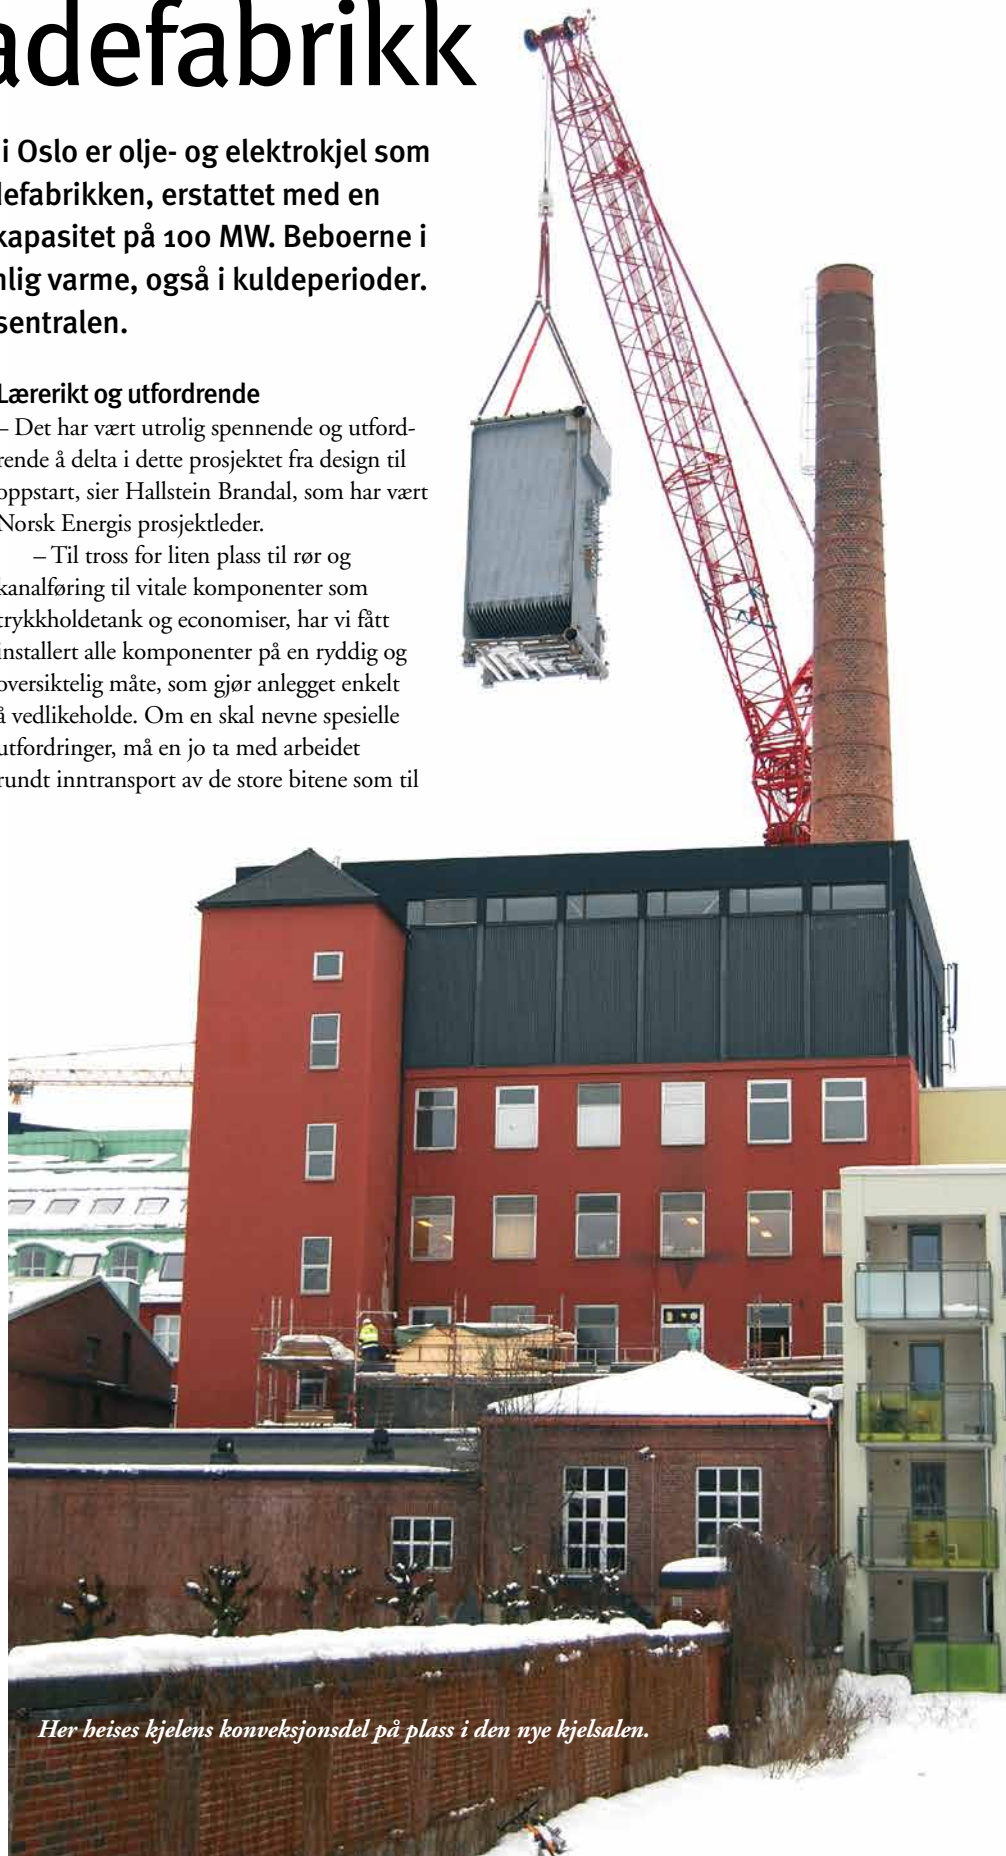 adefabrikk
i Oslo er olje- og elektrokjel som
defabrikken, erstattet med en
kapasitet på 100 MW. Beboerne i
nlig varme, også i kuldeperioder.
sentralen.
Lærerikt og utfordrende
– Det har vært utrolig spennende og utford-
rende å delta i dette prosjektet fra design til
oppstart, sier Hallstein Brandal, som har vært
Norsk Energis prosjektleder.
– Til tross for liten plass til rør og
kanalføring til vitale komponenter som
trykkholdetank og economiser, har vi fått
installert alle komponenter på en ryddig og
oversiktelig måte, som gjør anlegget enkelt
å vedlikeholde. Om en skal nevne spesielle
utfordringer, må en jo ta med arbeidet
rundt inntransport av de store bitene som til
Her heises kjelens konveksjonsdel på plass i den nye kjelsalen.